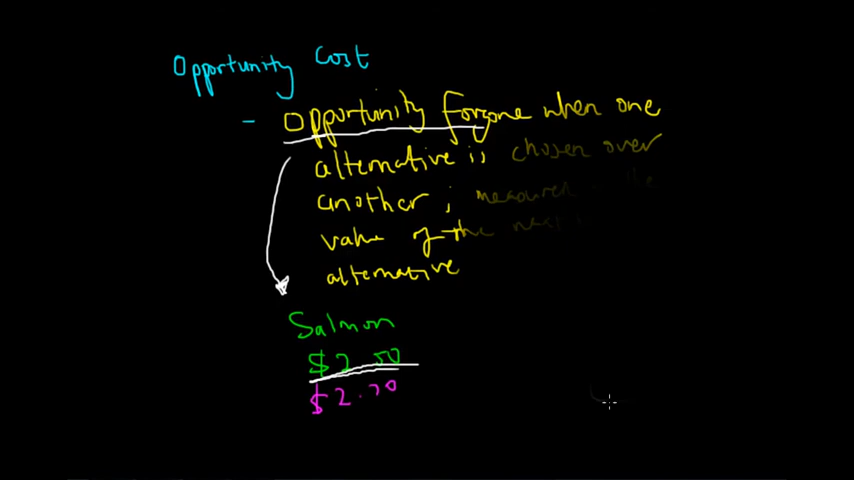 Opportunity Cost
- Opportunity forgone when one
alternative is chosen over
another ; measured the
value of the
alternative
Salmon
$2.50
$2.70